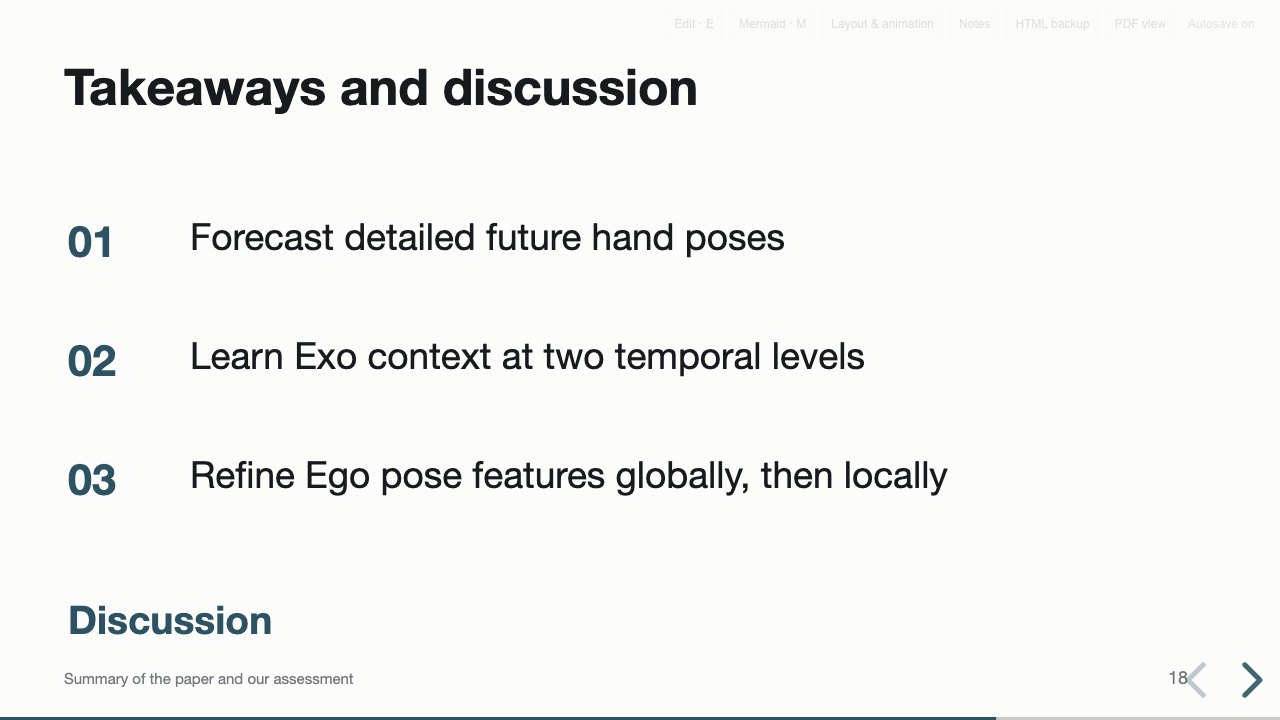 Edit · E Mermaid · M Layout & animation Notes HTML backup PDF view Autosave on
Takeaways and discussion
01 Forecast detailed future hand poses
02 Learn Exo context at two temporal levels
03 Refine Ego pose features globally, then locally
Discussion
Summary of the paper and our assessment
18